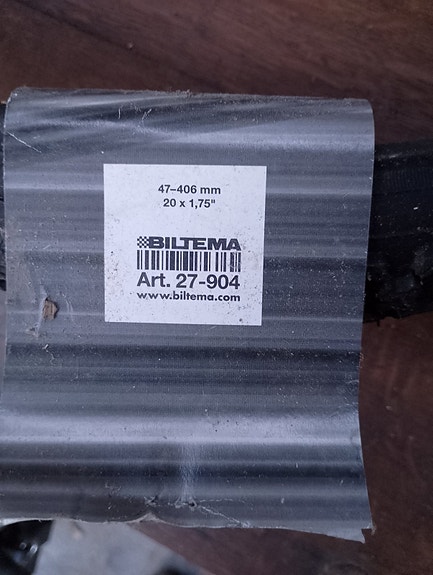 47–406 mm
20 x 1,75"
BILTEMA
Art. 27-904
www.biltema.com